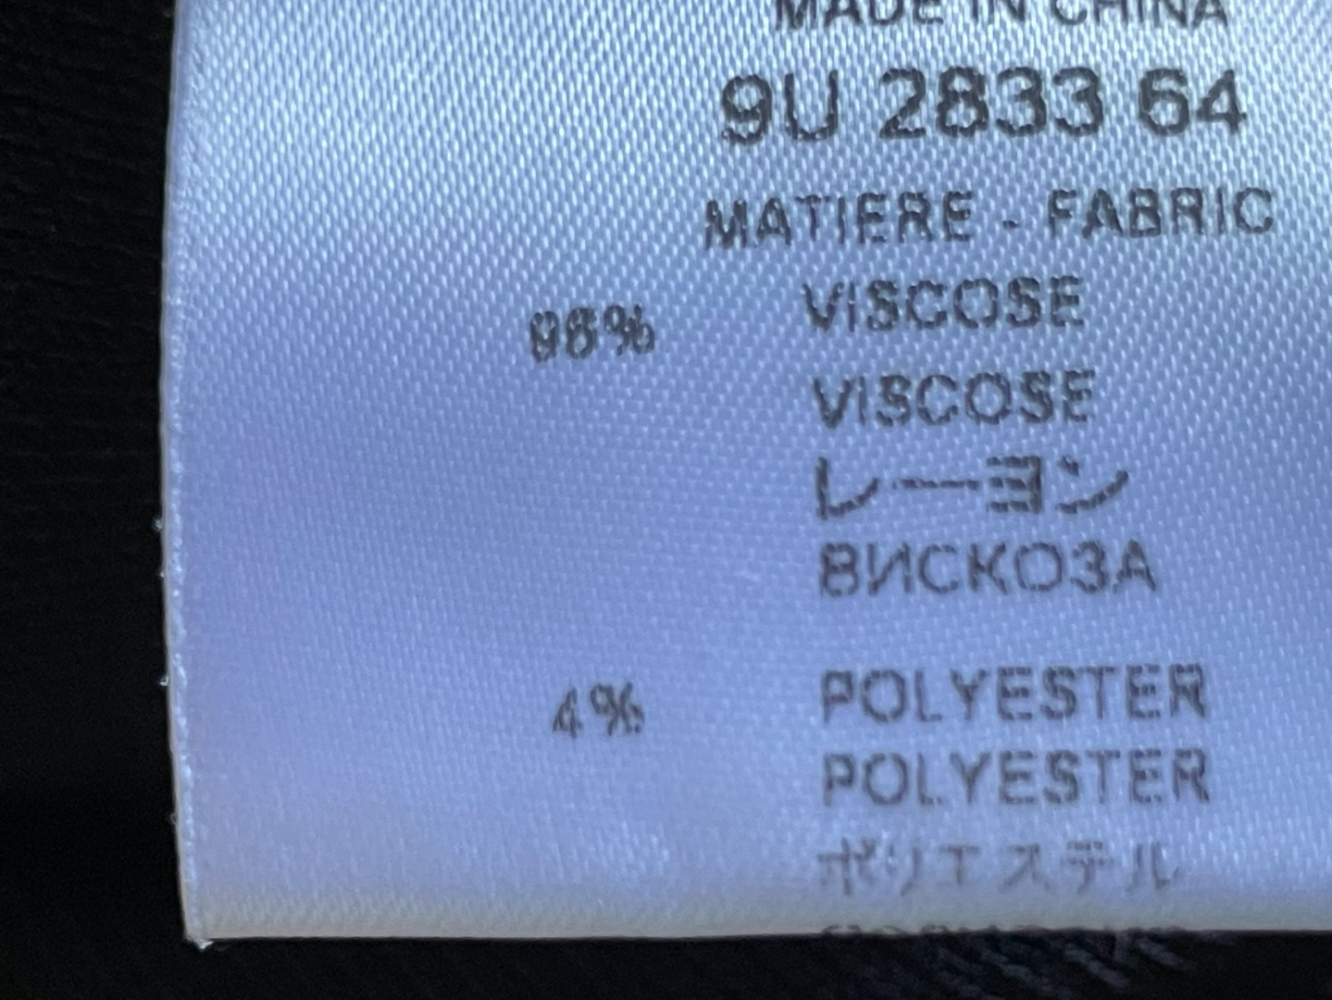 MADE IN CHINA
9U 2833 64
MATIERE - FABRIC
96% VISCOSE
VISCOSE
レーヨン
ВИСКОЗА
4% POLYESTER
POLYESTER
ポリエステル